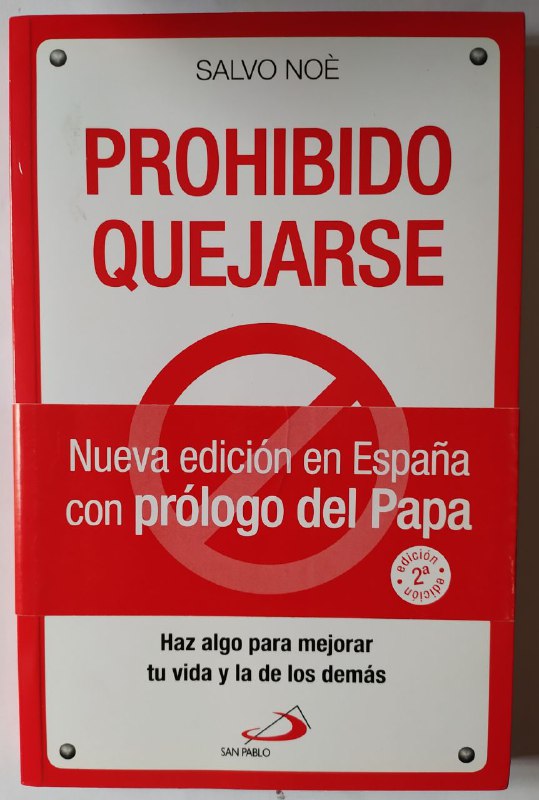 SALVO NOÈ
PROHIBIDO
QUEJARSE
Nueva edición en España
con prólogo del Papa
edición
2ª
edición
Haz algo para mejorar
tu vida y la de los demás
SAN PABLO